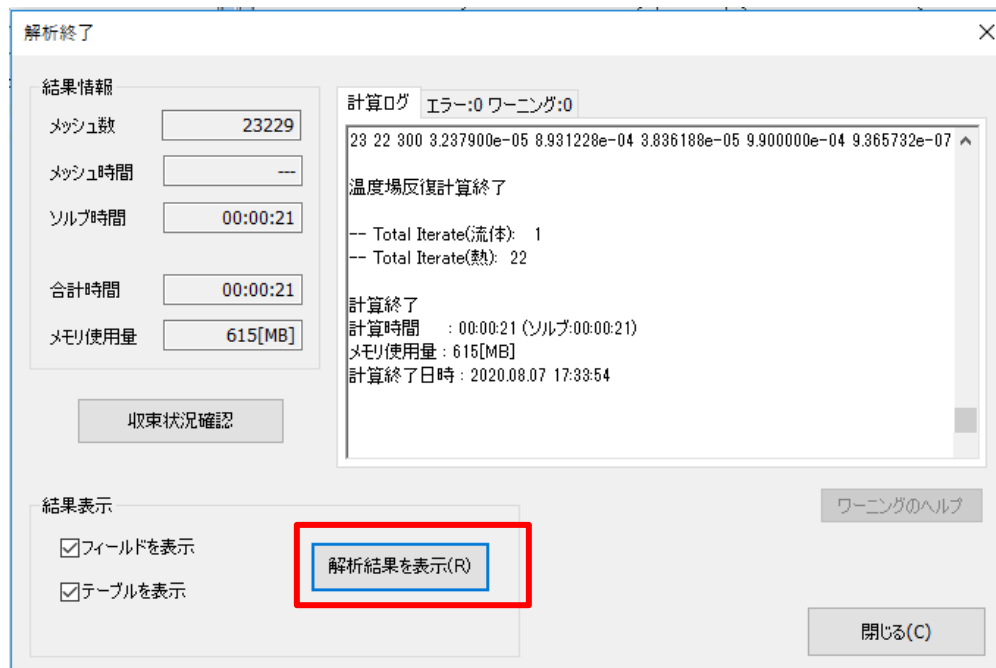 解析終了
結果情報
メッシュ数 23229
メッシュ時間 ---
ソルブ時間 00:00:21
合計時間 00:00:21
メモリ使用量 615[MB]
収束状況確認
計算ログ エラー:0 ワーニング:0
23 22 300 3.237900e-05 8.931228e-04 3.836188e-05 9.900000e-04 9.365732e-07
温度場反復計算終了
-- Total Iterate(流体): 1
-- Total Iterate(熱): 22
計算終了
計算時間 : 00:00:21 (ソルブ:00:00:21)
メモリ使用量 : 615[MB]
計算終了日時 : 2020.08.07 17:33:54
ワーニングのヘルプ
結果表示
フィールドを表示
テーブルを表示
解析結果を表示(R)
閉じる(C)